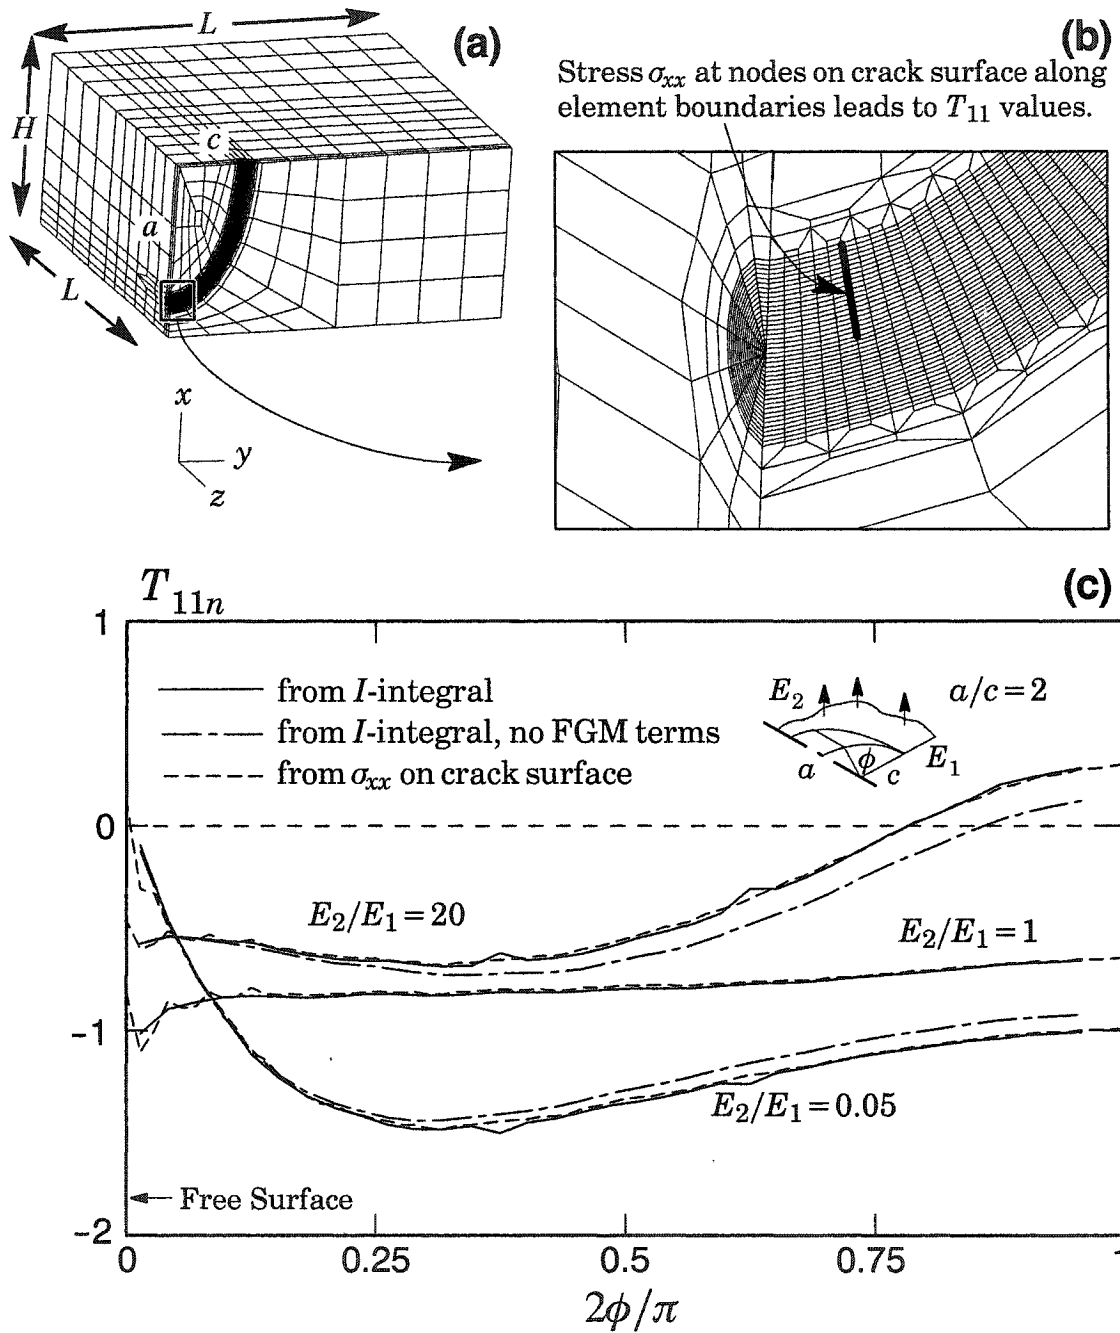 L
(a)
H
c
a
L
x
y
z
(b)
Stress σxx at nodes on crack surface along
element boundaries leads to T11 values.
T11n
(c)
1
0
−1
−2
from I-integral
from I-integral, no FGM terms
from σxx on crack surface
E2
a/c=2
a
ϕ
c
E1
E2/E1=20
E2/E1=1
E2/E1=0.05
Free Surface
0
0.25
0.5
0.75
2ϕ/π